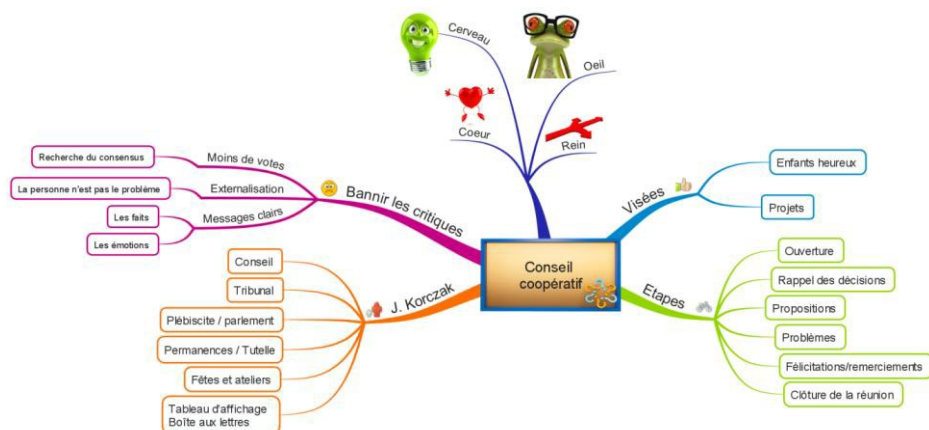 Cerveau
Oeil
Coeur
Rein
Moins de votes
Recherche du consensus
Externalisation
La personne n'est pas le problème
Messages clairs
Les faits
Les émotions
Bannir les critiques
Visées
Enfants heureux
Projets
Conseil
coopératif
J. Korczak
Conseil
Tribunal
Plébiscite / parlement
Permanences / Tutelle
Fêtes et ateliers
Tableau d'affichage
Boîte aux lettres
Etapes
Ouverture
Rappel des décisions
Propositions
Problèmes
Félicitations/remerciements
Clôture de la réunion